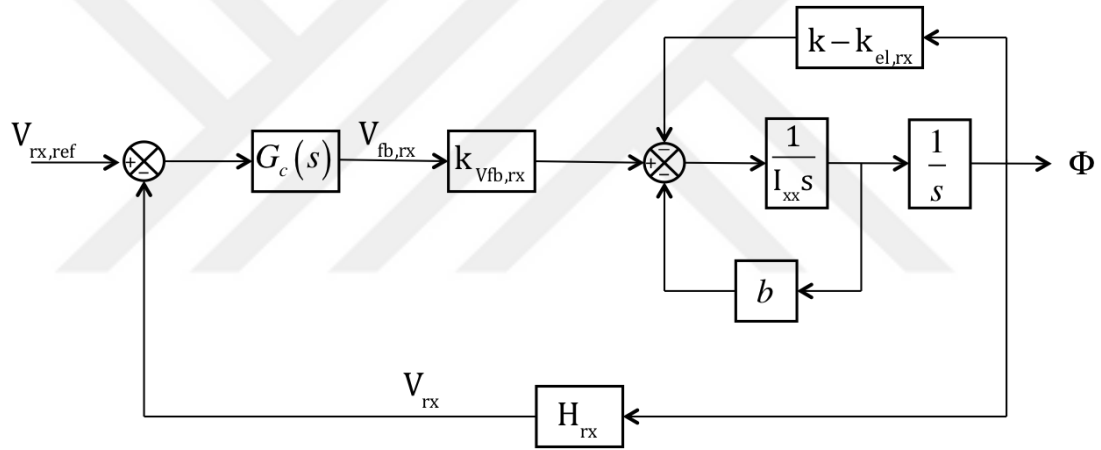 k − k_el,rx
V_rx,ref
+
−
G_c(s)
V_fb,rx
k_Vfb,rx
−
+
−
1
I_xx s
1
s
Φ
b
V_rx
H_rx